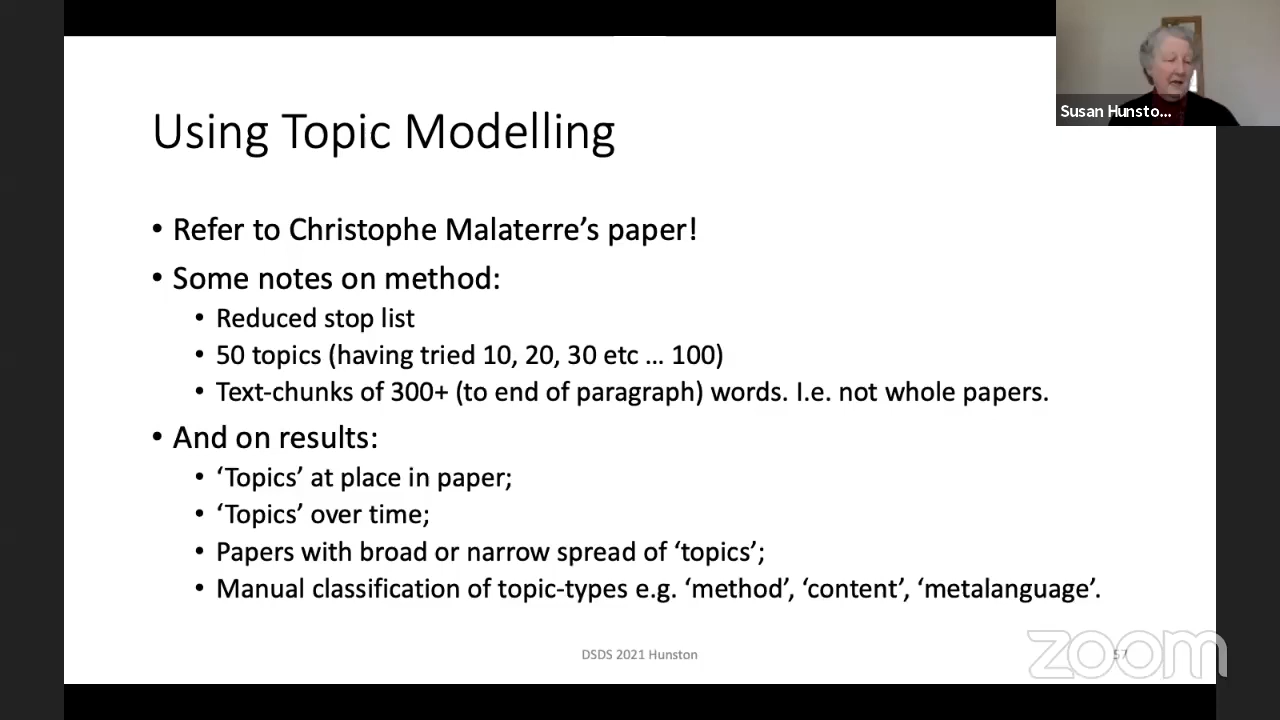 Susan Hunsto...
Using Topic Modelling
• Refer to Christophe Malaterre’s paper!
• Some notes on method:
• Reduced stop list
• 50 topics (having tried 10, 20, 30 etc … 100)
• Text-chunks of 300+ (to end of paragraph) words. I.e. not whole papers.
• And on results:
• ‘Topics’ at place in paper;
• ‘Topics’ over time;
• Papers with broad or narrow spread of ‘topics’;
• Manual classification of topic-types e.g. ‘method’, ‘content’, ‘metalanguage’.
DSDS 2021 Hunston
57
zoom